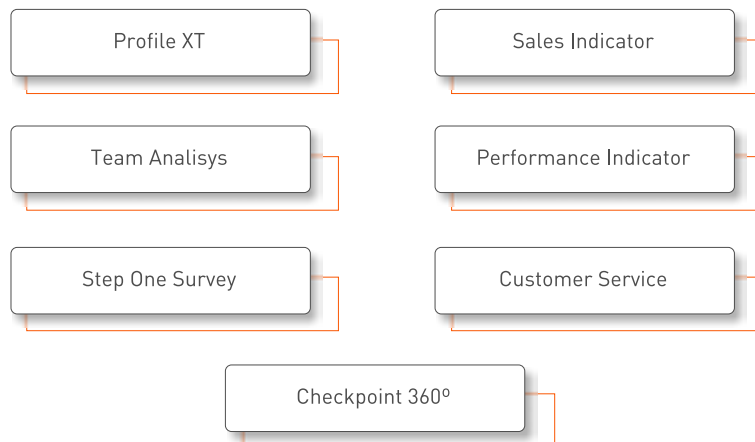 Profile XT
Sales Indicator
Team Analisys
Performance Indicator
Step One Survey
Customer Service
Checkpoint 360º